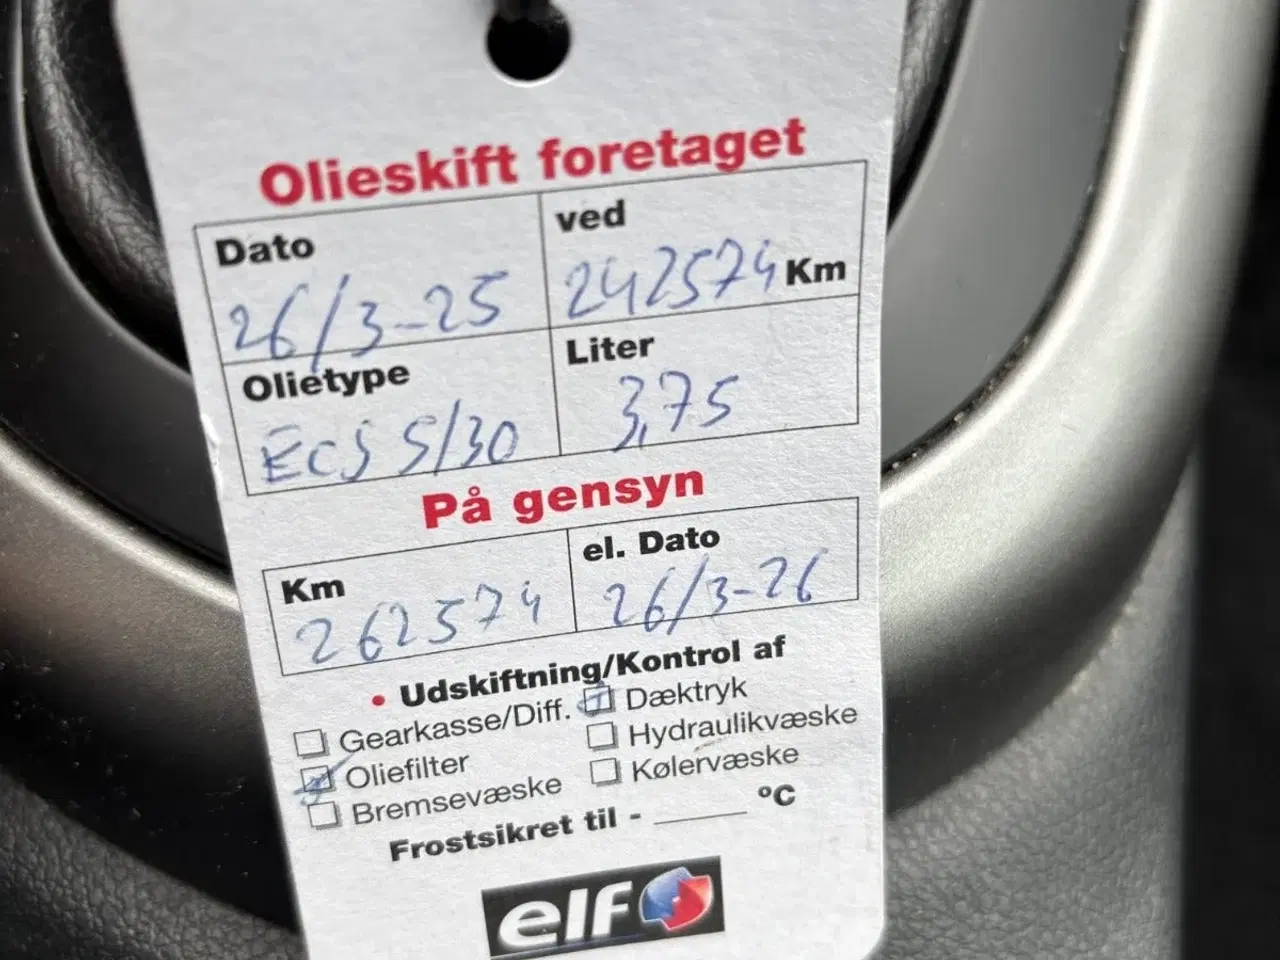 Olieskift foretaget
Dato ved
26/3-25 242574 Km
Olietype Liter
ECS 5/30 3,75
På gensyn
Km el. Dato
262574 26/3-26
• Udskiftning/Kontrol af
Gearkasse/Diff. Dæktryk
Oliefilter Hydraulikvæske
Bremsevæske Kølervæske
Frostsikret til - ______ °C
elf